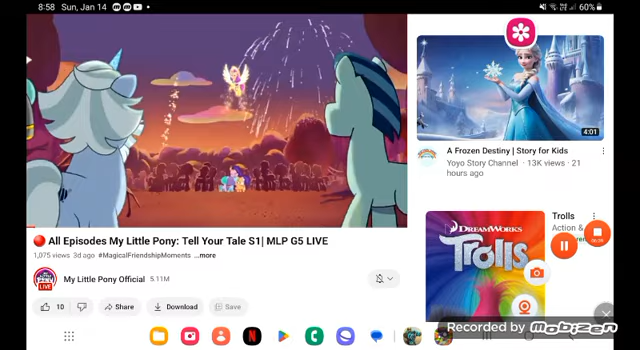 8:58 Sun, Jan 14
60%
4:01
A Frozen Destiny | Story for Kids
Yoyo Story Channel · 13K views · 21 hours ago
🔴 All Episodes My Little Pony: Tell Your Tale S1| MLP G5 LIVE
1,075 views 3d ago #MagicalFriendshipMoments ...more
LIVE
My Little Pony Official 5.11M
10
Share
Download
Save
DREAMWORKS
Trolls
Trolls
Action &
Recorded by
mobizen